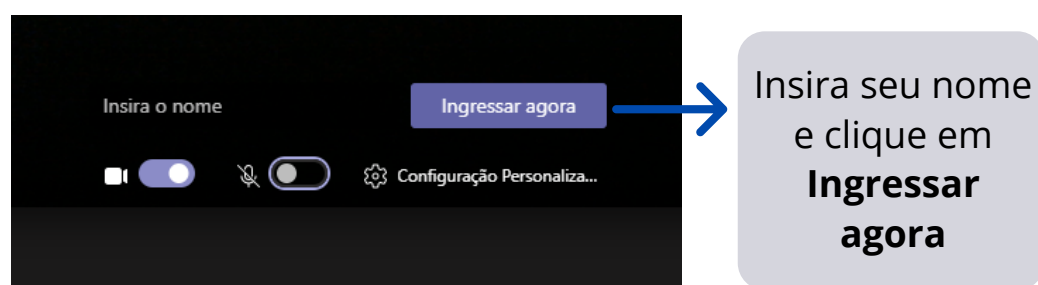 Insira o nome
Ingressar agora
Configuração Personaliza...
Insira seu nome
e clique em
Ingressar
agora